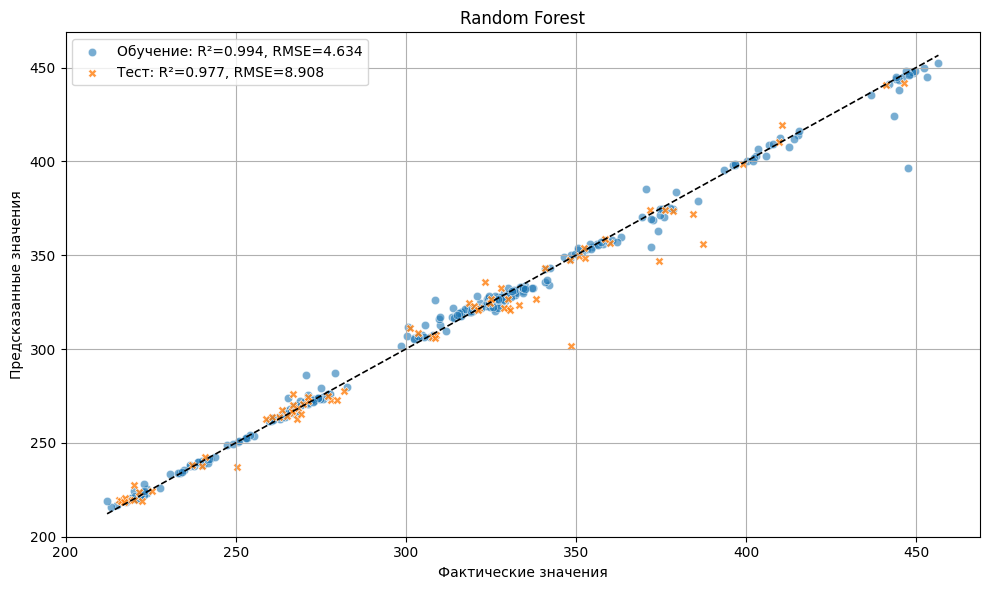 Random Forest
Обучение: R²=0.994, RMSE=4.634
Тест: R²=0.977, RMSE=8.908
Предсказанные значения
450
400
350
300
250
200
200 250 300 350 400 450
Фактические значения